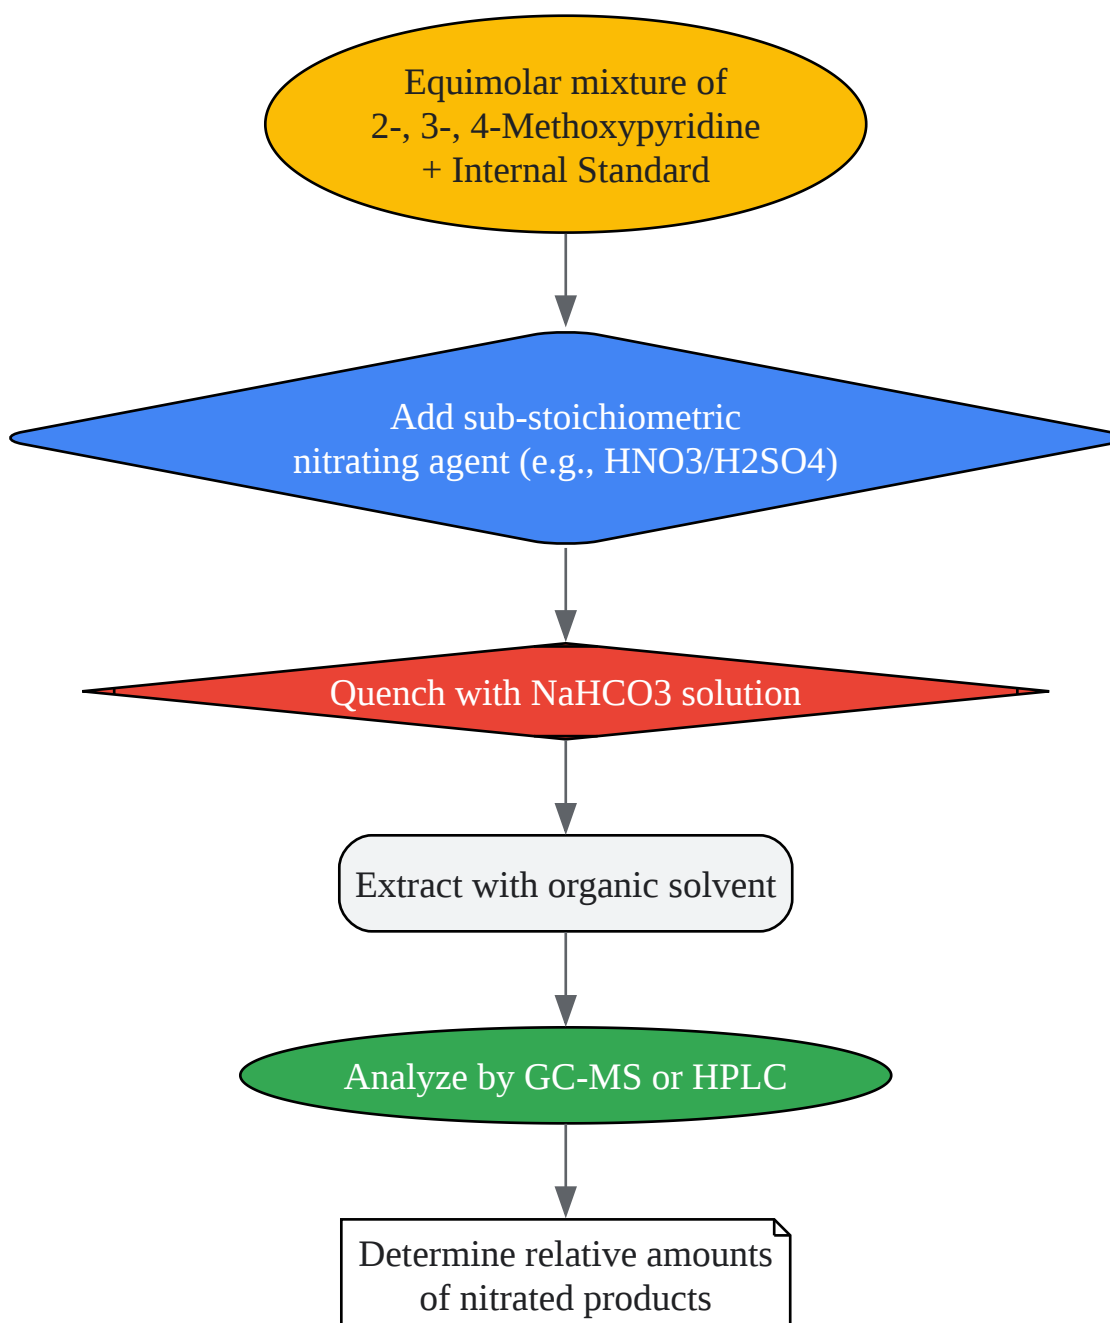 Equimolar mixture of
2-, 3-, 4-Methoxypyridine
+ Internal Standard
Add sub-stoichiometric
nitrating agent (e.g., HNO3/H2SO4)
Quench with NaHCO3 solution
Extract with organic solvent
Analyze by GC-MS or HPLC
Determine relative amounts
of nitrated products